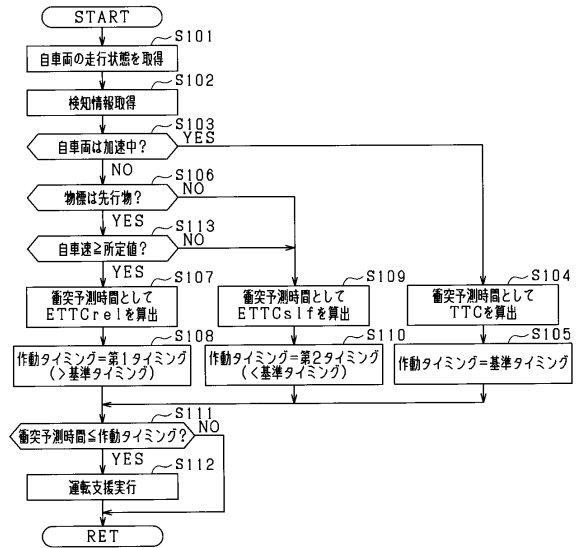 START
S101
自車両の走行状態を取得
S102
検知情報取得
S103
自車両は加速中?
YES
NO
S106
物標は先行物?
NO
YES
S113
自車速≧所定値?
NO
YES
S107
衝突予測時間として
ETTCrelを算出
S109
衝突予測時間として
ETTCslfを算出
S104
衝突予測時間として
TTCを算出
S108
作動タイミング=第1タイミング
(>基準タイミング)
S110
作動タイミング=第2タイミング
(<基準タイミング)
S105
作動タイミング=基準タイミング
S111
衝突予測時間≦作動タイミング?
NO
YES
S112
運転支援実行
RET